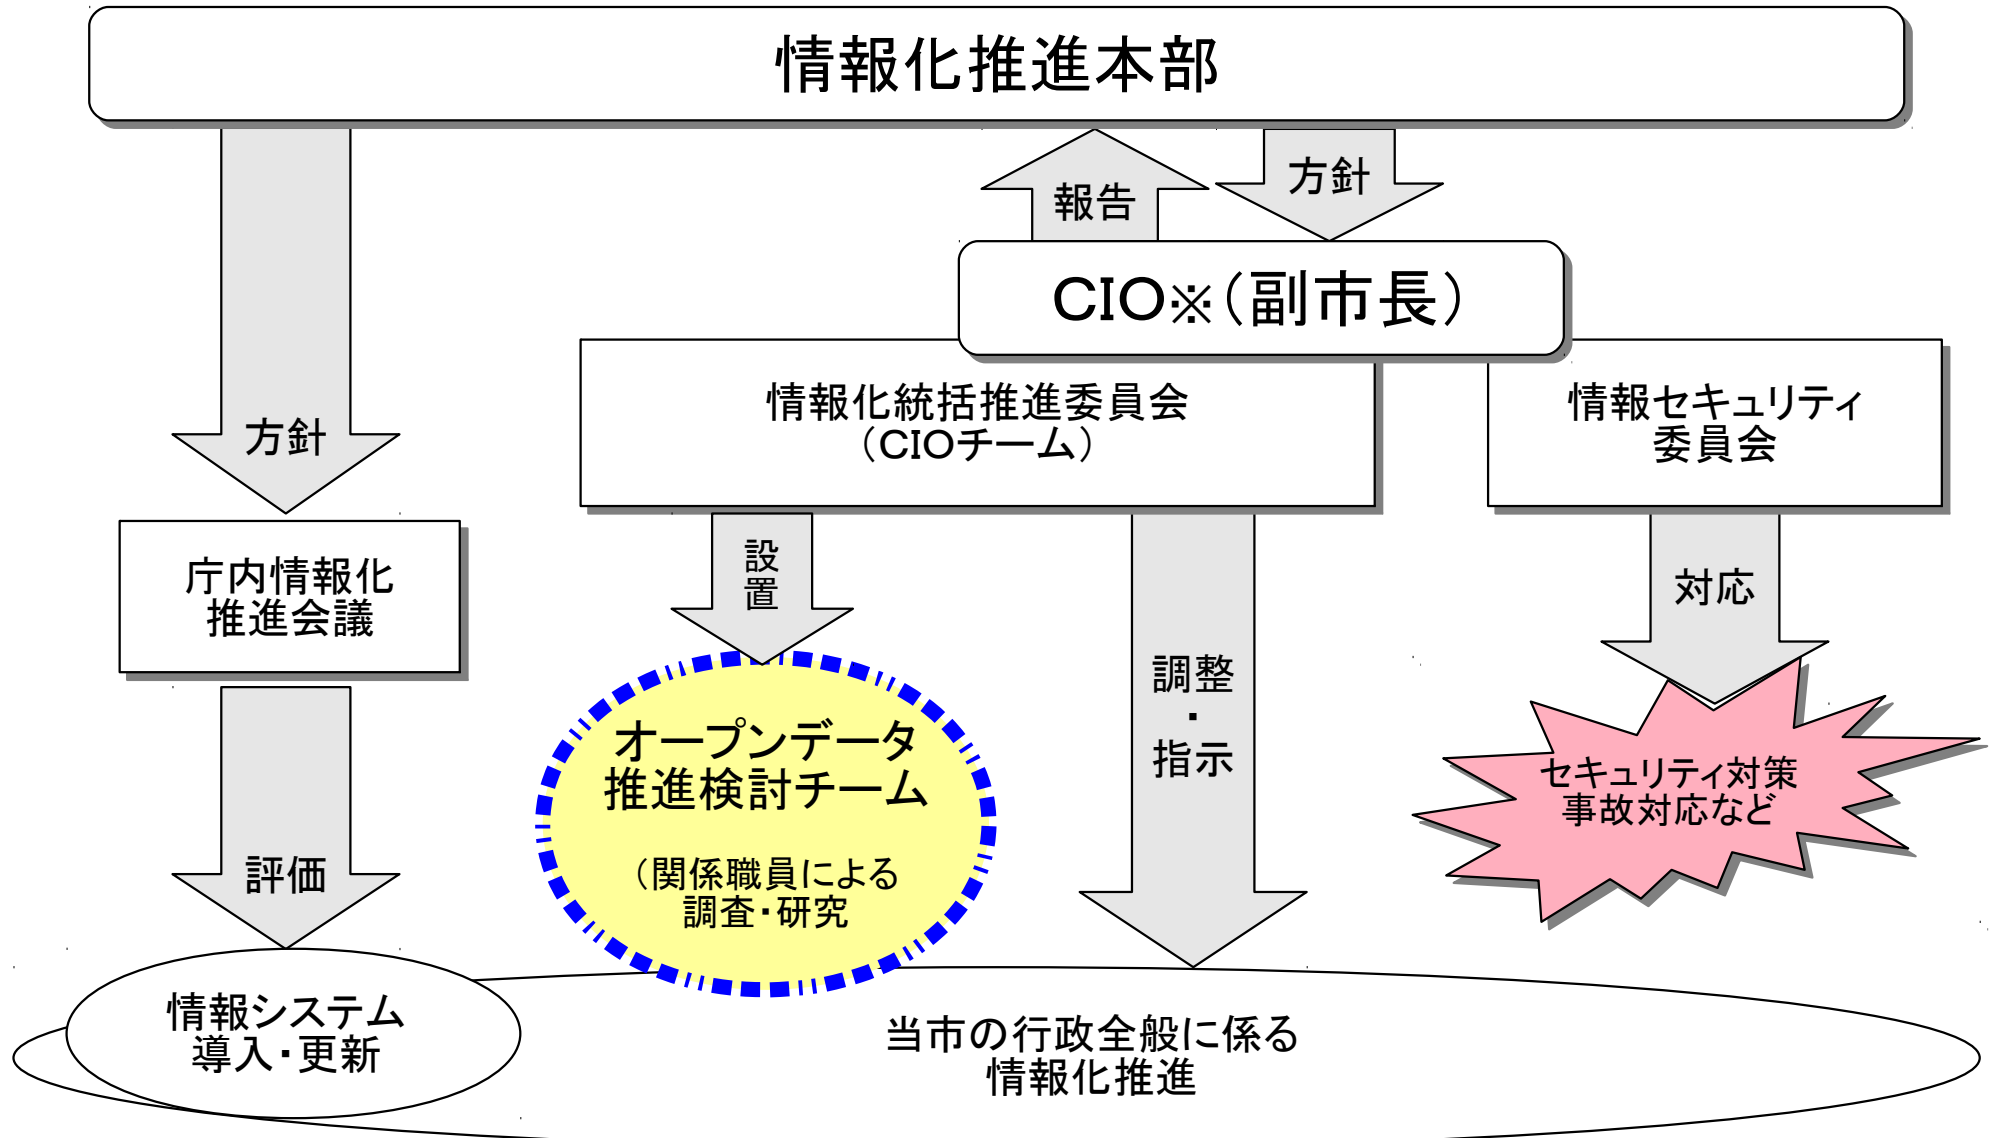 情報化推進本部
報告
方針
CIO※(副市長)
方針
情報化統括推進委員会
(CIOチーム)
情報セキュリティ
委員会
庁内情報化
推進会議
設
置
対応
調整
・
指示
オープンデータ
推進検討チーム
(関係職員による
調査・研究
セキュリティ対策
事故対応など
評価
情報システム
導入・更新
当市の行政全般に係る
情報化推進